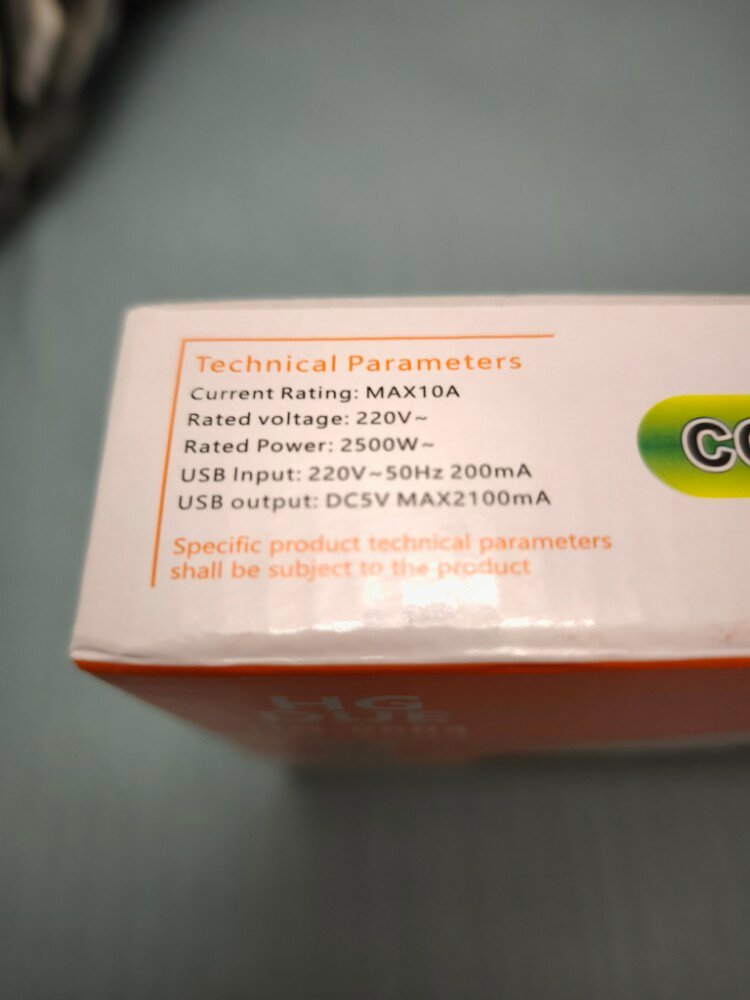 Technical Parameters
Current Rating: MAX10A
Rated voltage: 220V~
Rated Power: 2500W~
USB Input: 220V~50Hz 200mA
USB output: DC5V MAX2100mA
Specific product technical parameters
shall be subject to the product
HG